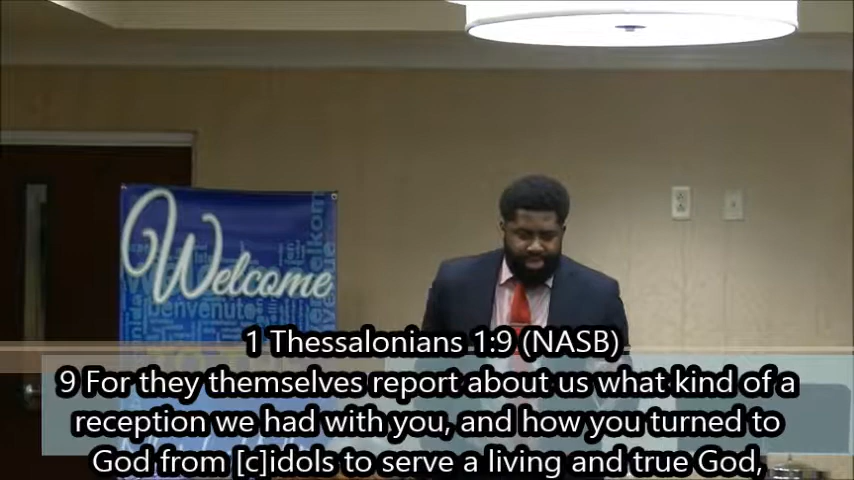 Welcome
benvenuto
1 Thessalonians 1:9 (NASB)
9 For they themselves report about us what kind of a
reception we had with you, and how you turned to
God from [c]idols to serve a living and true God,